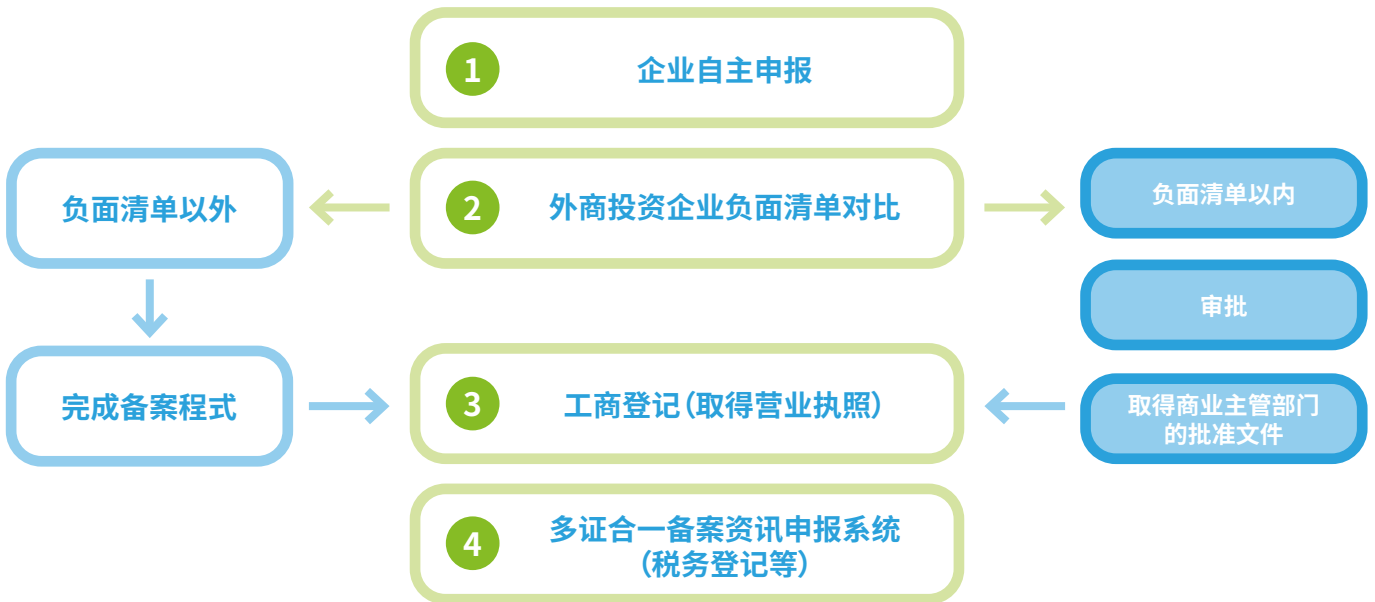 1
企业自主申报
负面清单以外
2
外商投资企业负面清单对比
负面清单以内
审批
完成备案程式
3
工商登记（取得营业执照）
取得商业主管部门
的批准文件
4
多证合一备案资讯申报系统
（税务登记等）